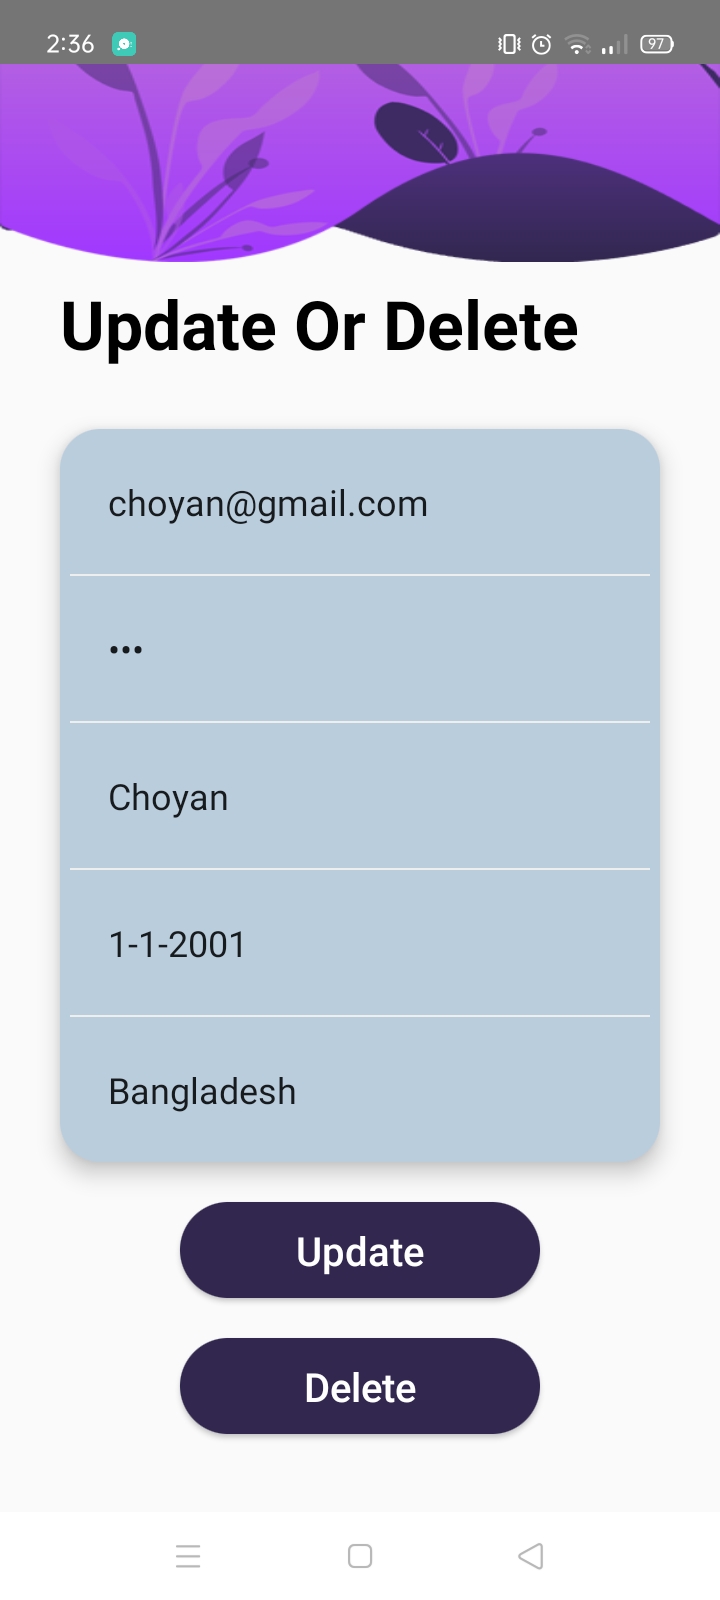 2:36
97
Update Or Delete
choyan@gmail.com
•••
Choyan
1-1-2001
Bangladesh
Update
Delete